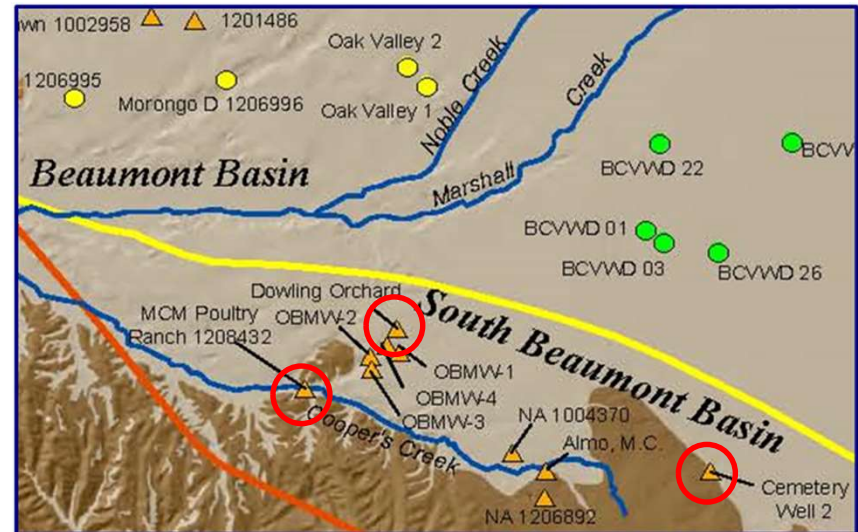 awn 1002958
1201486
Oak Valley 2
1206995
Morongo D 1206996
Oak Valley 1
Noble Creek
Creek
Marshall
BCVWD 22
BCVV
Beaumont Basin
BCVWD 01
BCVWD 03
BCVWD 26
Dowling Orchard
MCM Poultry
Ranch 1208432
OBMW-2
South Beaumont Basin
OBMW-1
OBMW-4
OBMW-3
Cooper's Creek
NA 1004370
Almo, M.C.
Cemetery
Well 2
NA 1206892